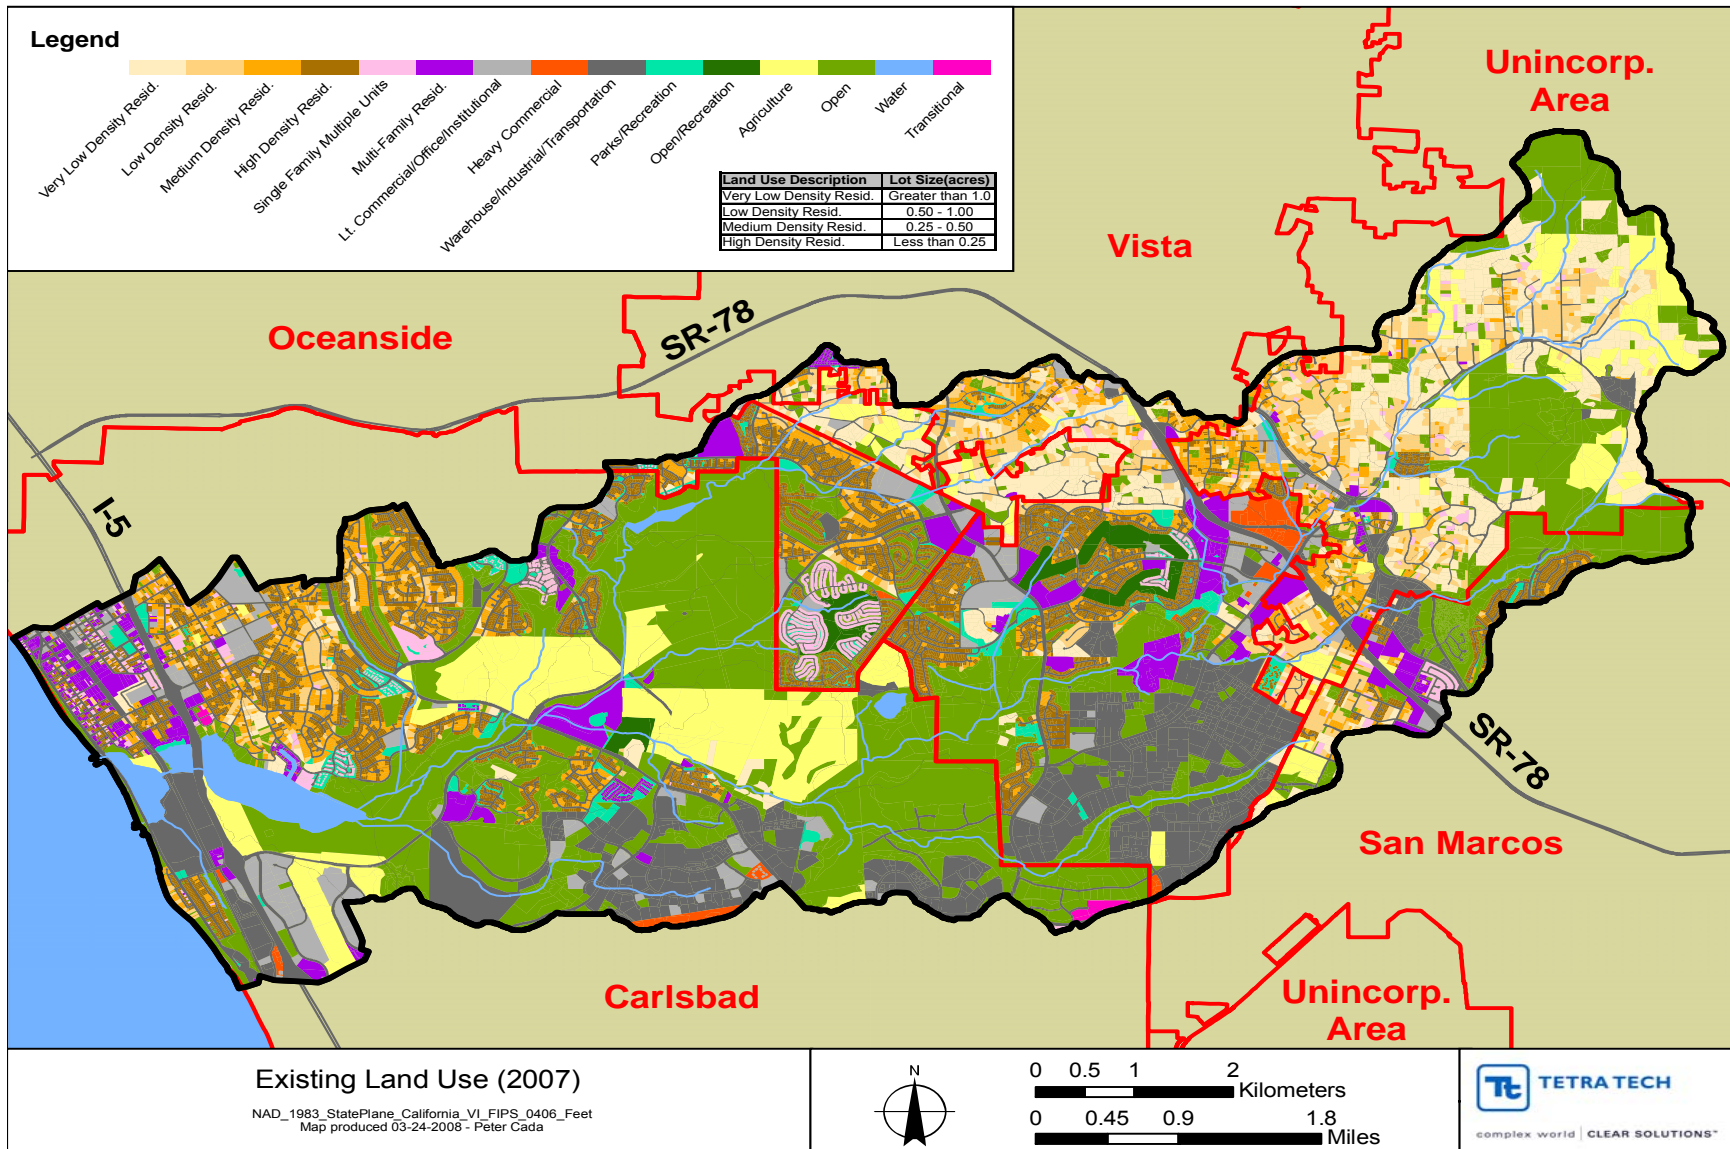 Legend
Very Low Density Resid.
Low Density Resid.
Medium Density Resid.
High Density Resid.
Single Family Multiple Units
Multi-Family Resid.
Lt. Commercial/Office/Institutional
Heavy Commercial
Warehouse/Industrial/Transportation
Parks/Recreation
Open/Recreation
Agriculture
Open
Water
Transitional
Land Use Description Lot Size(acres)
Very Low Density Resid. Greater than 1.0
Low Density Resid. 0.50 - 1.00
Medium Density Resid. 0.25 - 0.50
High Density Resid. Less than 0.25
Unincorp.
Area
Vista
Oceanside
SR-78
I-5
SR-78
San Marcos
Carlsbad
Unincorp.
Area
Existing Land Use (2007)
NAD_1983_StatePlane_California_VI_FIPS_0406_Feet
Map produced 03-24-2008 - Peter Cada
N
0 0.5 1 2
Kilometers
0 0.45 0.9 1.8
Miles
Tt TETRA TECH
complex world | CLEAR SOLUTIONS™